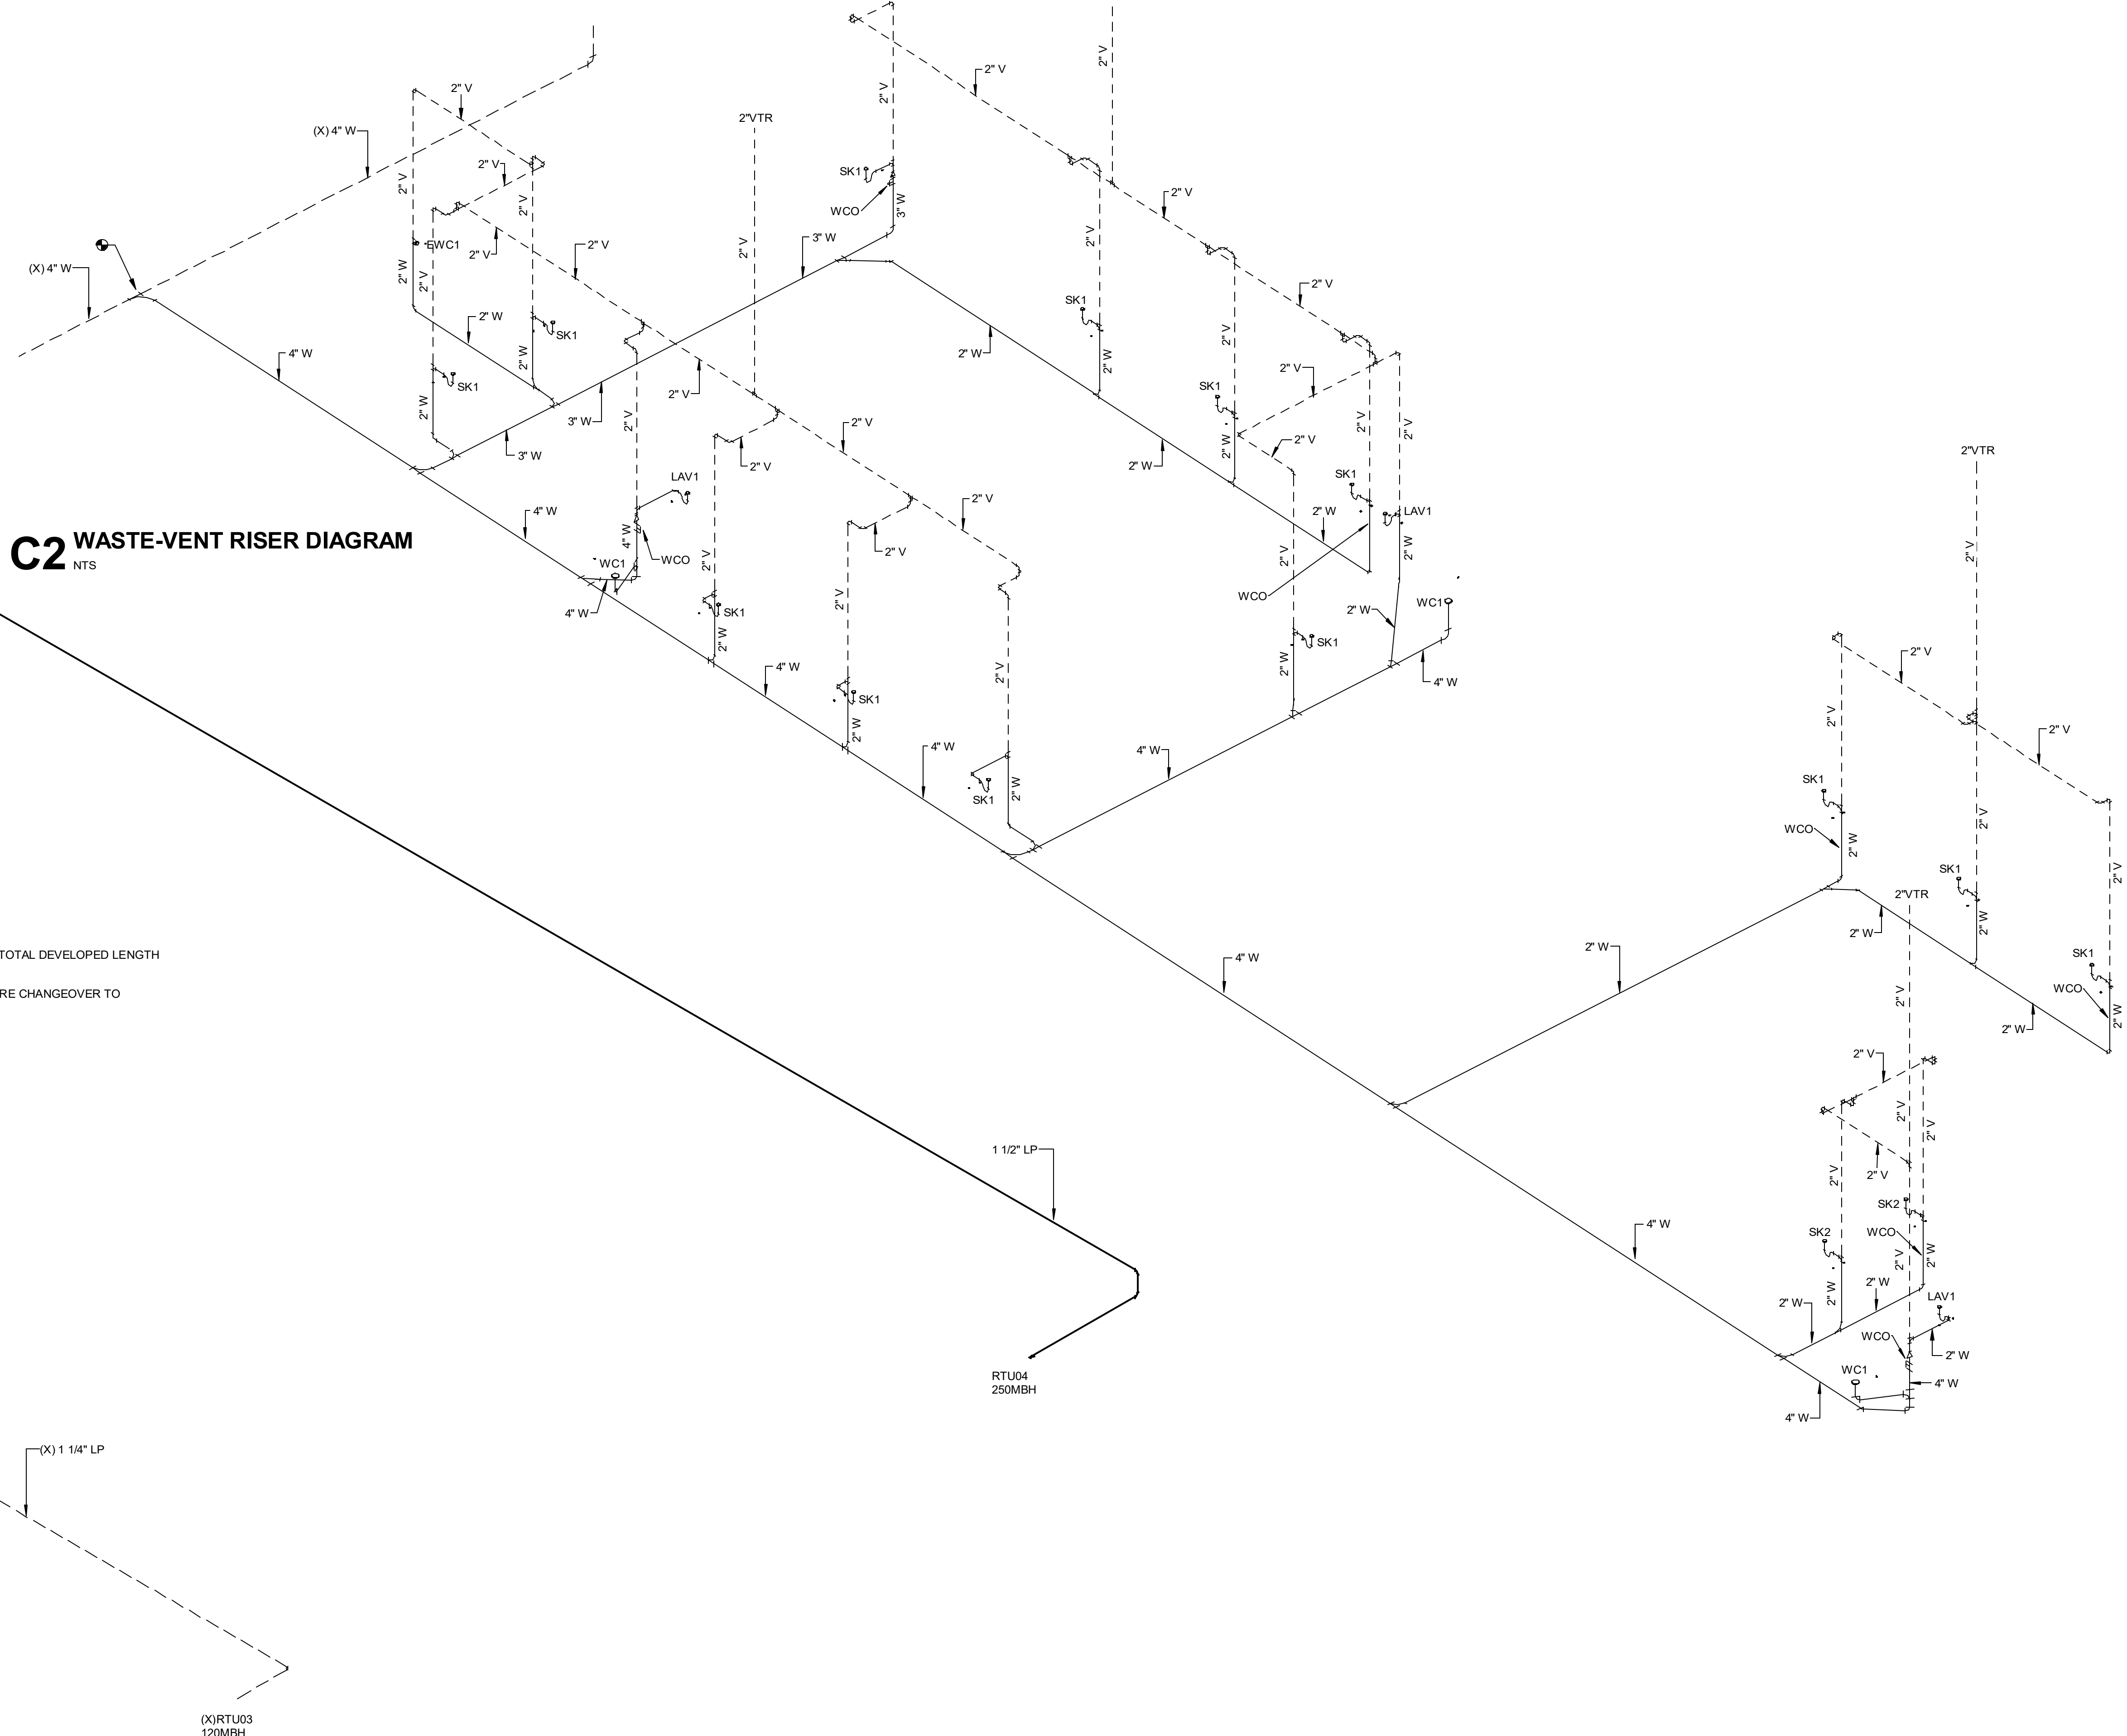 2" V
2" V
2" V
(X) 4" W
2"VTR
2" V
2" V
SK1
2" V
2" V
2" V
2" V
WCO
3" W
EWC1
2" V
2" V
2" V
3" W
2" V
(X) 4" W
2" W
2" V
2" V
SK1
2" W
2" W
SK1
2" V
4" W
2" W
2" W
2" V
SK1
2" V
SK1
2" W
2" V
3" W
2" V
2" V
2" V
2" V
2" W
3" W
2" V
2" W
2" V
2" W
2"VTR
LAV1
SK1
2" V
4" W
2" W
LAV1
C2 WASTE-VENT RISER DIAGRAM
NTS
4" W
WCO
WC1
2" V
2" V
2" V
2" W
2" V
2" V
4" W
SK1
WCO
2" W
WC1
2" W
SK1
2" W
4" W
SK1
2" V
2" V
4" W
2" W
4" W
4" W
2" V
2" V
SK1
2" W
SK1
WCO
2" V
2" W
SK1
2" V
2"VTR
TOTAL DEVELOPED LENGTH
2" W
2" W
2" W
4" W
SK1
WCO
2" V
RE CHANGEOVER TO
2" W
2" W
2" V
2" V
2" V
1 1/2" LP
2" V
2" V
SK2
4" W
SK2
WCO
2" V
2" W
2" W
2" W
2" W
LAV1
WCO
2" W
RTU04
250MBH
WC1
4" W
4" W
(X) 1 1/4" LP
(X)RTU03
120MBH